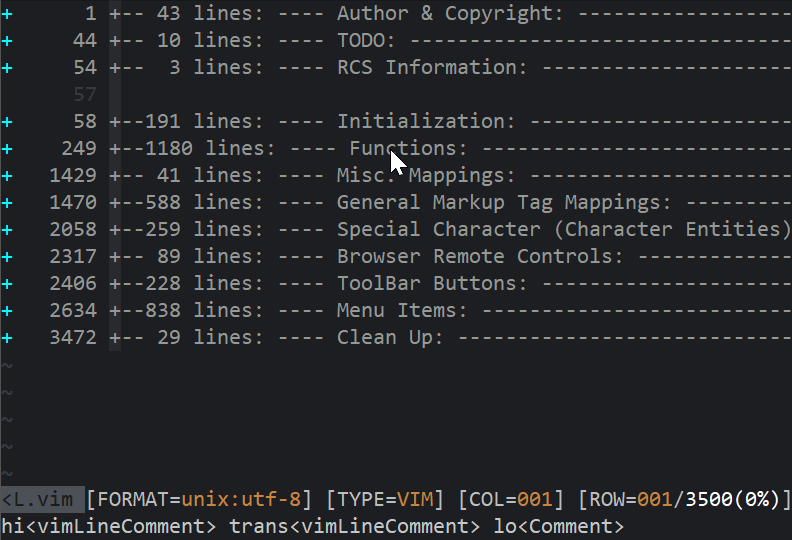 +      1 +-- 43 lines: ---- Author & Copyright: ------------------
+     44 +-- 10 lines: ---- TODO: --------------------------------
+     54 +--  3 lines: ---- RCS Information: ---------------------
      57
+     58 +--191 lines: ---- Initialization: ----------------------
+    249 +--1180 lines: ---- Functions: --------------------------
+   1429 +-- 41 lines: ---- Misc. Mappings: ----------------------
+   1470 +--588 lines: ---- General Markup Tag Mappings: ---------
+   2058 +--259 lines: ---- Special Character (Character Entities)
+   2317 +-- 89 lines: ---- Browser Remote Controls: -------------
+   2406 +--228 lines: ---- ToolBar Buttons: ---------------------
+   2634 +--838 lines: ---- Menu Items: --------------------------
+   3472 +-- 29 lines: ---- Clean Up: ----------------------------
~
~
~
~
~
<L.vim [FORMAT=unix:utf-8] [TYPE=VIM] [COL=001] [ROW=001/3500(0%)]
hi<vimLineComment> trans<vimLineComment> lo<Comment>